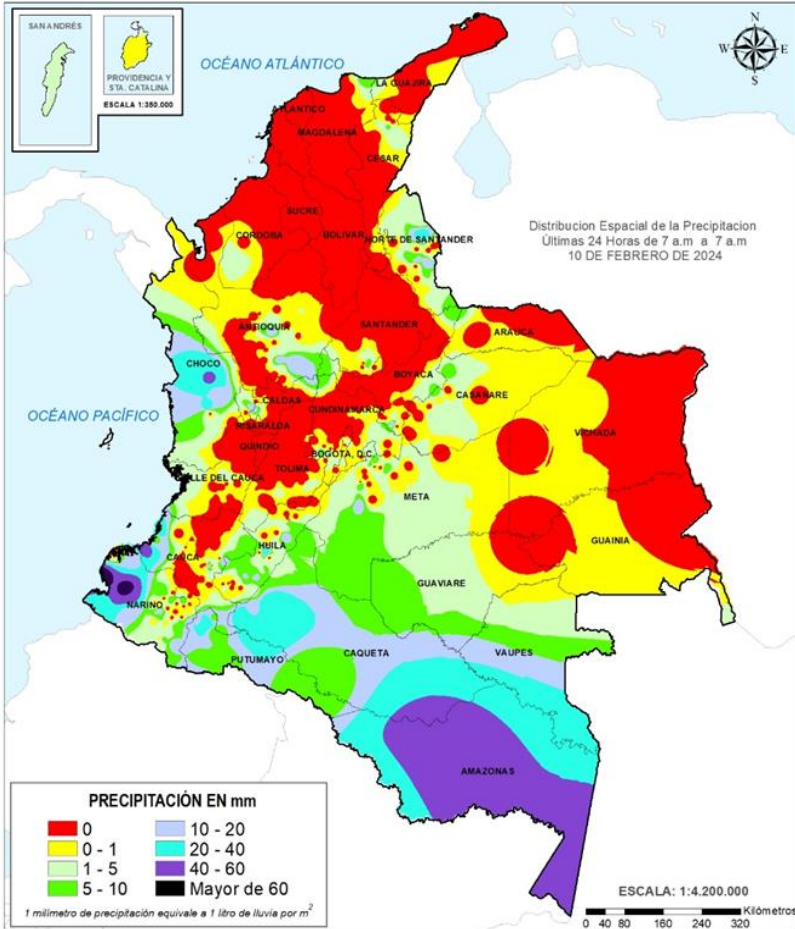 SAN ANDRÉS
PROVIDENCIA Y
STA. CATALINA
ESCALA 1:350.000
OCÉANO ATLÁNTICO
N
W
E
S
LA GUAJIRA
ATLANTICO
MAGDALENA
CESAR
SUCRE
CORDOBA
BOLIVAR
NORTE DE SANTANDER
Distribucion Espacial de la Precipitacion
Últimas 24 Horas de 7 a.m a 7 a.m
10 DE FEBRERO DE 2024
ANTIOQUIA
SANTANDER
ARAUCA
CHOCO
BOYACA
CASANARE
CALDAS
CUNDINAMARCA
OCÉANO PACÍFICO
RISARALDA
VICHADA
QUINDIO
BOGOTA, D.C.
TOLIMA
VALLE DEL CAUCA
META
GUAINIA
HUILA
CAUCA
GUAVIARE
NARIÑO
PUTUMAYO
CAQUETA
VAUPES
AMAZONAS
PRECIPITACIÓN EN mm
0
10 - 20
0 - 1
20 - 40
1 - 5
40 - 60
5 - 10
Mayor de 60
1 milímetro de precipitación equivale a 1 litro de lluvia por m²
ESCALA: 1:4.200.000
Kilómetros
0 40 80 160 240 320